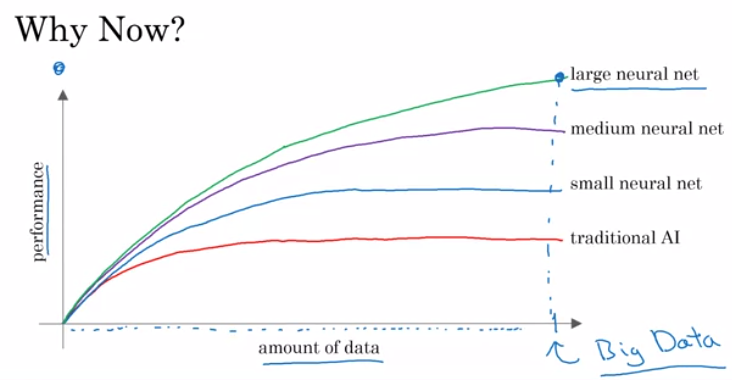 Why Now?
large neural net
medium neural net
small neural net
traditional AI
performance
amount of data
Big Data